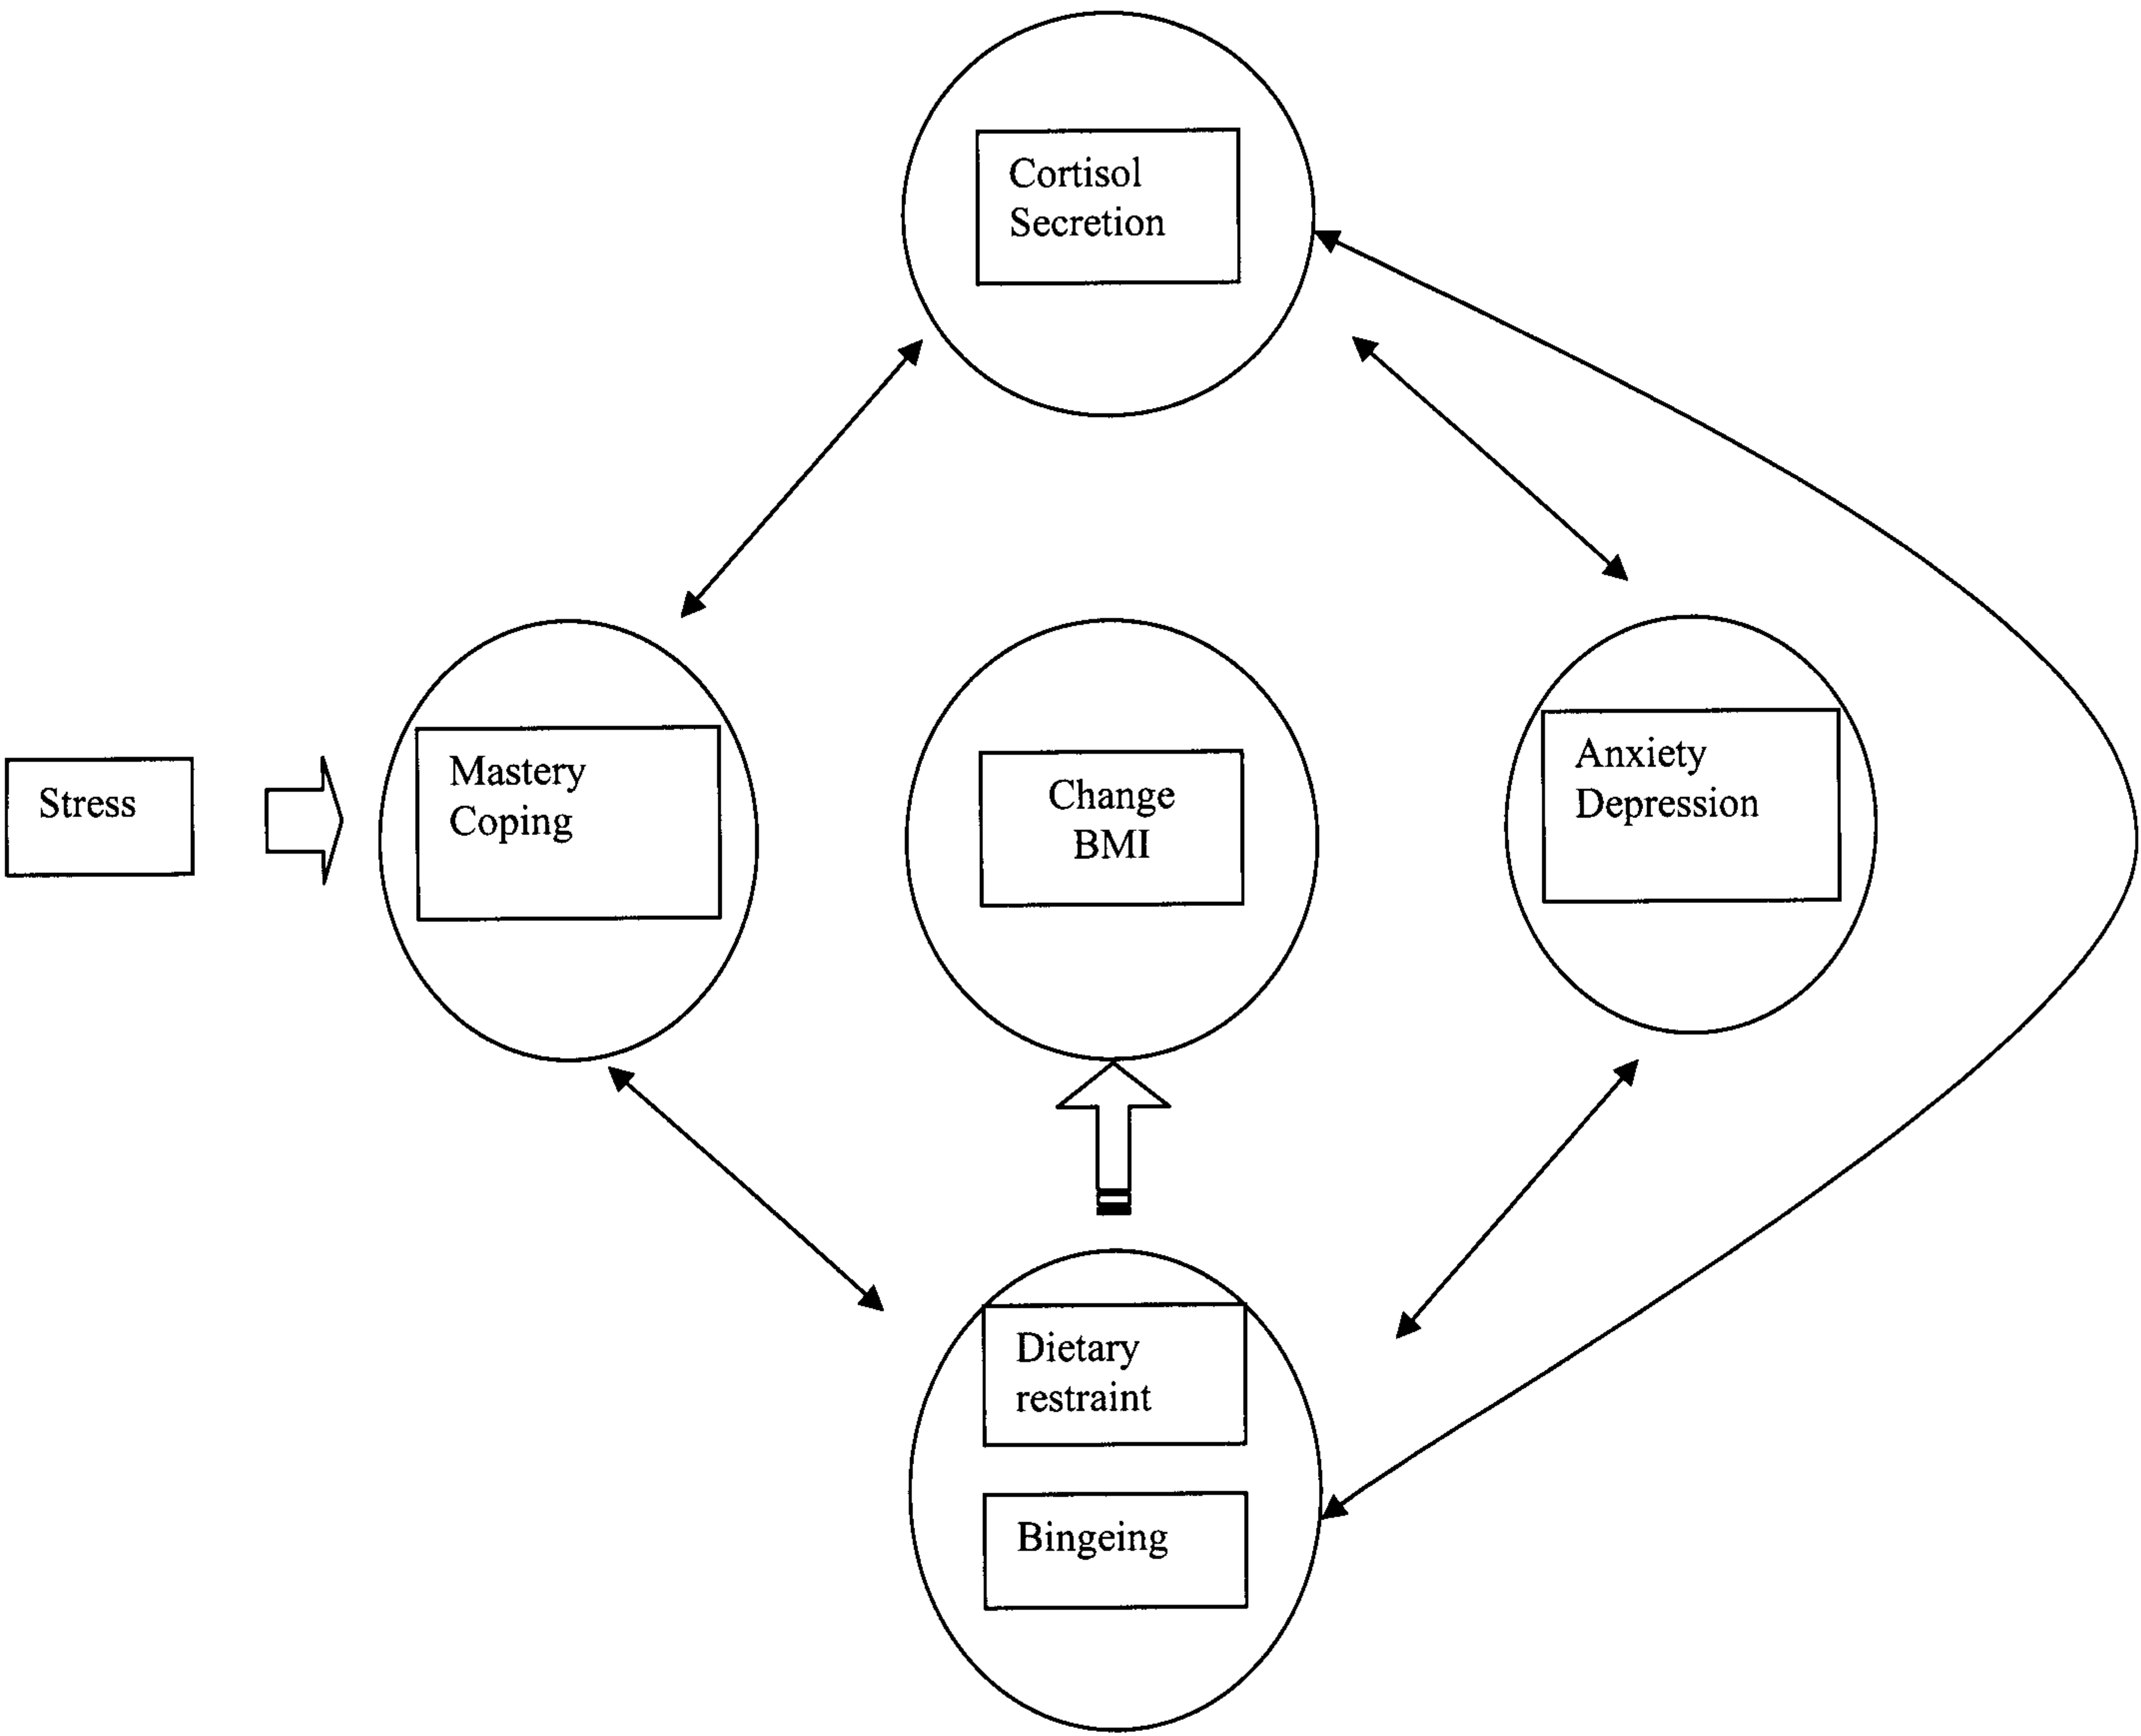 Cortisol
Secretion
Stress
Mastery
Coping
Change
BMI
Anxiety
Depression
Dietary
restraint
Bingeing